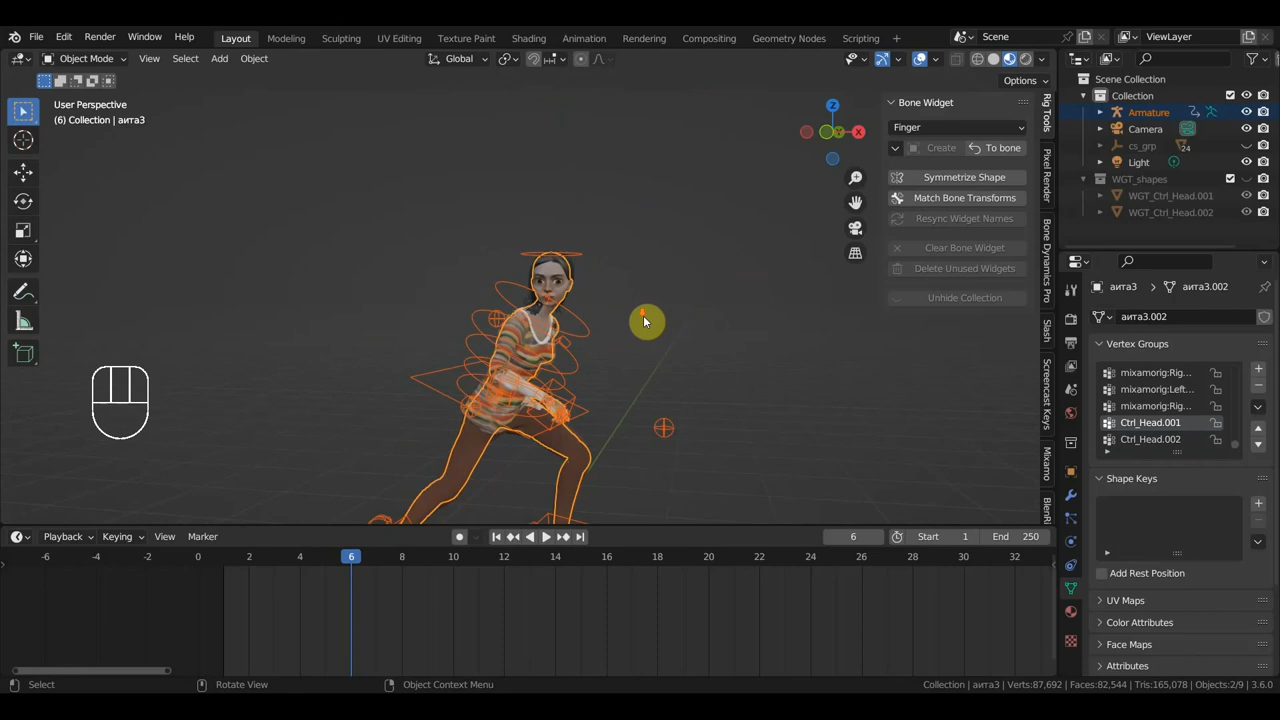 File Edit Render Window Help Layout Modeling Sculpting UV Editing Texture Paint Shading Animation Rendering Compositing Geometry Nodes Scripting + Scene ViewLayer
Object Mode View Select Add Object Global
Options
User Perspective
(6) Collection | аита3
Z
X
Bone Widget
Finger
Create To bone
Symmetrize Shape
Match Bone Transforms
Resync Widget Names
Clear Bone Widget
Delete Unused Widgets
Unhide Collection
Rig Tools
Pixel Render
Bone Dynamics Pro
Slash
Screencast Keys
Mixamo
BlenRi
Scene Collection
Collection
Armature
Camera
cs_grp 24
Light
WGT_shapes
WGT_Ctrl_Head.001
WGT_Ctrl_Head.002
аита3 > аита3.002
аита3.002
Vertex Groups
mixamorig:Rig...
mixamorig:Left...
mixamorig:Rig...
Ctrl_Head.001
Ctrl_Head.002
Shape Keys
Add Rest Position
UV Maps
Color Attributes
Face Maps
Attributes
Playback Keying View Marker 6 Start 1 End 250
-6 -4 -2 0 2 4 6 8 10 12 14 16 18 20 22 24 26 28 30 32
Select Rotate View Object Context Menu Collection | аита3 | Verts:87,692 | Faces:82,544 | Tris:165,078 | Objects:2/9 | 3.6.0